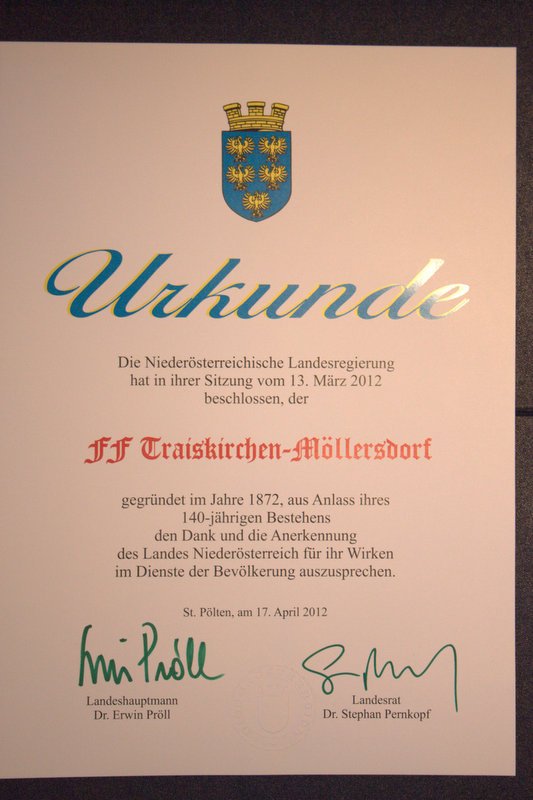 Urkunde
Die Niederösterreichische Landesregierung
hat in ihrer Sitzung vom 13. März 2012
beschlossen, der
FF Traiskirchen-Möllersdorf
gegründet im Jahre 1872, aus Anlass ihres
140-jährigen Bestehens
den Dank und die Anerkennung
des Landes Niederösterreich für ihr Wirken
im Dienste der Bevölkerung auszusprechen.
St. Pölten, am 17. April 2012
Erwin Pröll
Landeshauptmann
Dr. Erwin Pröll
Landesrat
Dr. Stephan Pernkopf